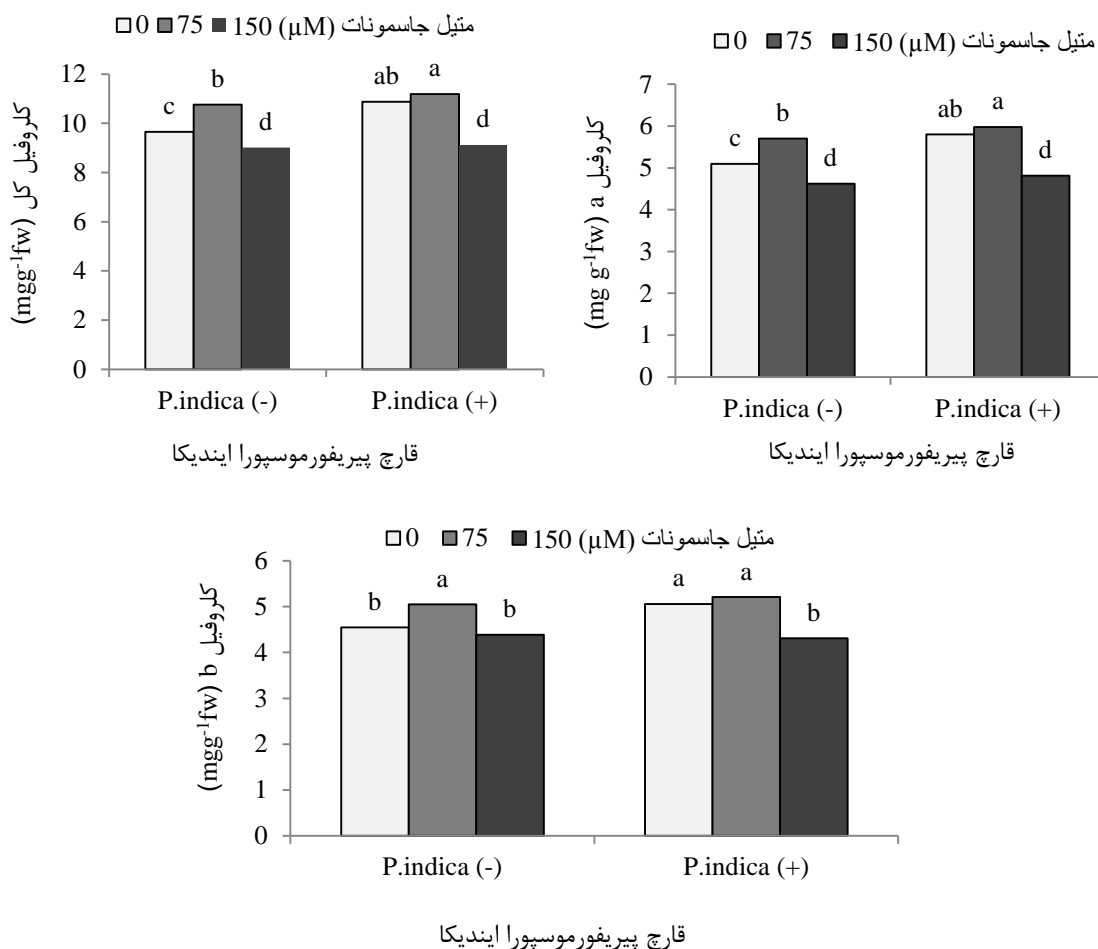 0 75 150 (µM) متیل جاسمونات
کلروفیل کل
(mgg⁻¹fw)
12
10
8
6
4
2
0
c b d ab a d
P.indica (-) P.indica (+)
قارچ پیریفورموسپورا ایندیکا
0 75 150 (µM) متیل جاسمونات
کلروفیل a (mg g⁻¹fw)
7
6
5
4
3
2
1
0
c b d ab a d
P.indica (-) P.indica (+)
قارچ پیریفورموسپورا ایندیکا
0 75 150 (µM) متیل جاسمونات
کلروفیل b
(mgg⁻¹fw)
6
5
4
3
2
1
0
b a b a a b
P.indica (-) P.indica (+)
قارچ پیریفورموسپورا ایندیکا